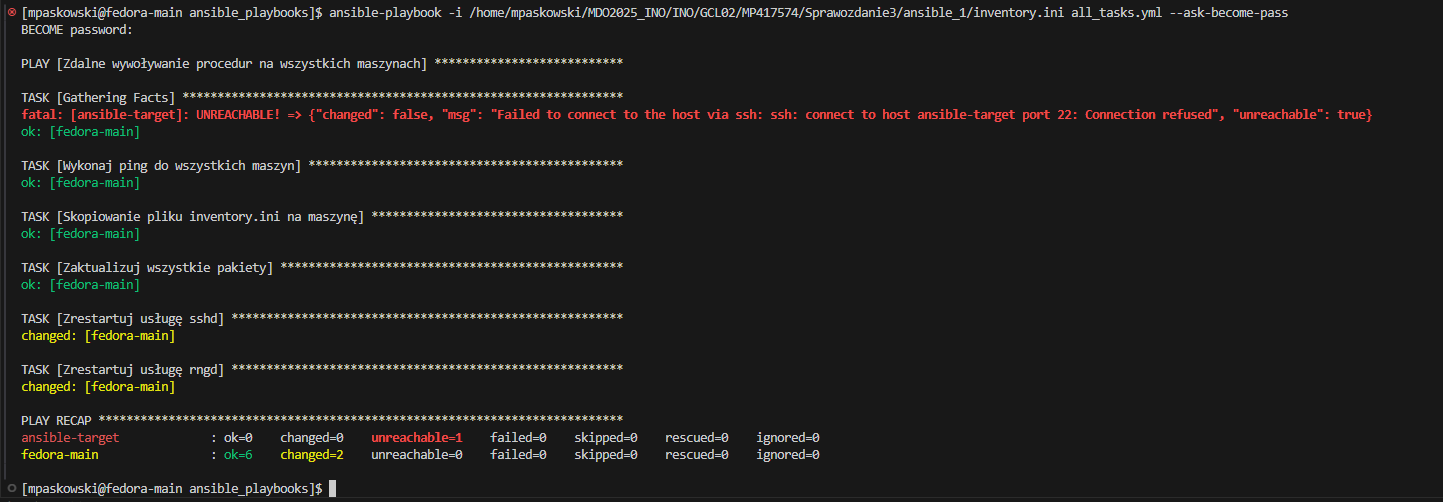 [mpaskowski@fedora-main ansible_playbooks]$ ansible-playbook -i /home/mpaskowski/MDO2025_INO/INO/GCL02/MP417574/Sprawozdanie3/ansible_1/inventory.ini all_tasks.yml --ask-become-pass
BECOME password:
PLAY [Zdalne wywoływanie procedur na wszystkich maszynach] ***************************
TASK [Gathering Facts] ***************************************************************
fatal: [ansible-target]: UNREACHABLE! => {"changed": false, "msg": "Failed to connect to the host via ssh: ssh: connect to host ansible-target port 22: Connection refused", "unreachable": true}
ok: [fedora-main]
TASK [Wykonaj ping do wszystkich maszyn] *********************************************
ok: [fedora-main]
TASK [Skopiowanie pliku inventory.ini na maszynę] ************************************
ok: [fedora-main]
TASK [Zaktualizuj wszystkie pakiety] *************************************************
ok: [fedora-main]
TASK [Zrestartuj usługę sshd] ********************************************************
changed: [fedora-main]
TASK [Zrestartuj usługę rngd] ********************************************************
changed: [fedora-main]
PLAY RECAP ***************************************************************************
ansible-target : ok=0 changed=0 unreachable=1 failed=0 skipped=0 rescued=0 ignored=0
fedora-main : ok=6 changed=2 unreachable=0 failed=0 skipped=0 rescued=0 ignored=0
[mpaskowski@fedora-main ansible_playbooks]$